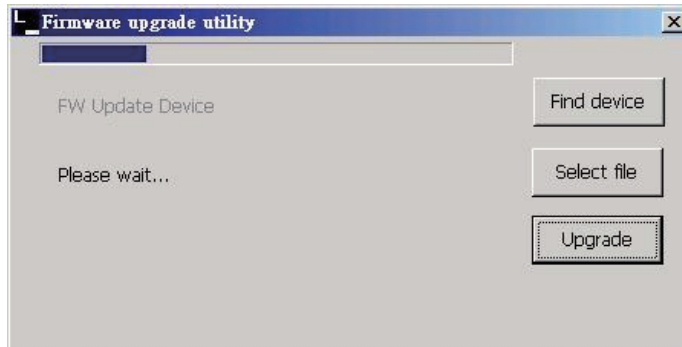 Firmware upgrade utility
FW Update Device
Find device
Please wait...
Select file
Upgrade